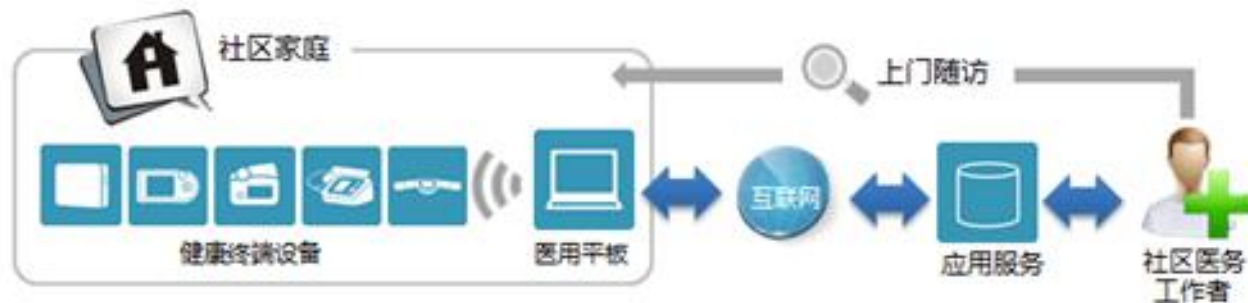 社区家庭
上门随访
互联网
健康终端设备
医用平板
应用服务
社区医务
工作者